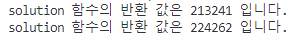 solution 함수의 반환 값은 213241 입니다.
solution 함수의 반환 값은 224262 입니다.